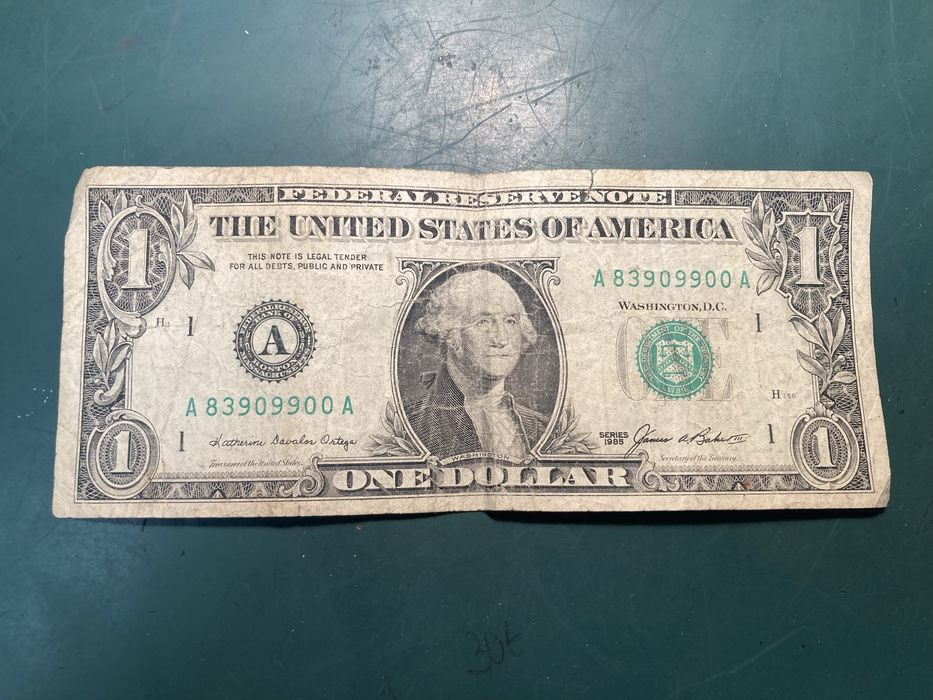 FEDERAL RESERVE NOTE
THE UNITED STATES OF AMERICA
THIS NOTE IS LEGAL TENDER
FOR ALL DEBTS, PUBLIC AND PRIVATE
A 83909900 A
WASHINGTON, D.C.
1
1
1
1
A
A 83909900 A
H 156
1
1
1
1
Katherine Davalos Ortega
Treasurer of the United States.
WASHINGTON
SERIES
1985
James A Baker III
Secretary of the Treasury.
ONE DOLLAR
30t